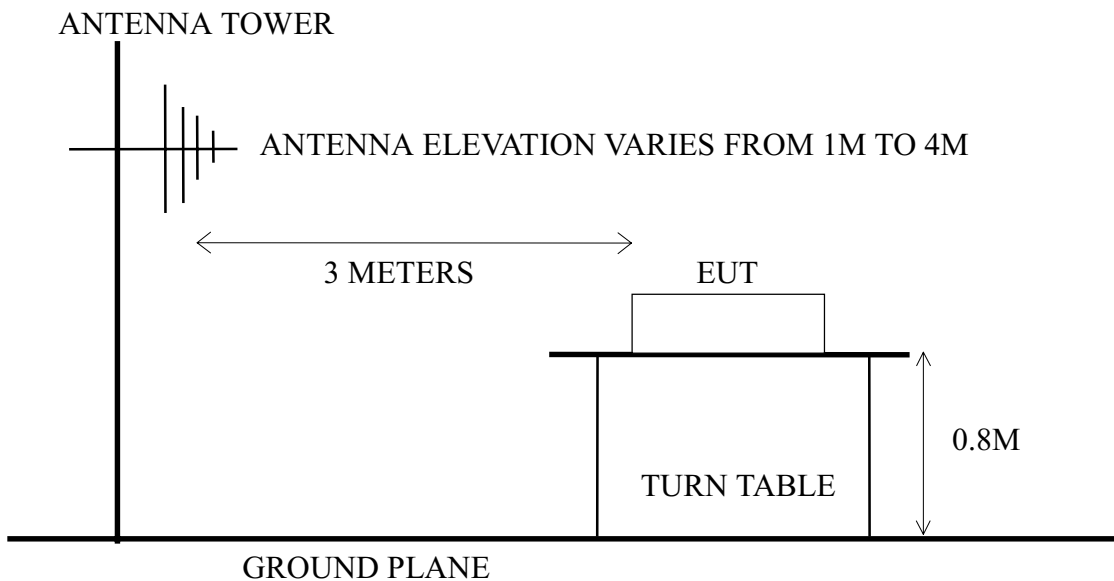 ANTENNA TOWER
ANTENNA ELEVATION VARIES FROM 1M TO 4M
3 METERS
EUT
0.8M
TURN TABLE
GROUND PLANE